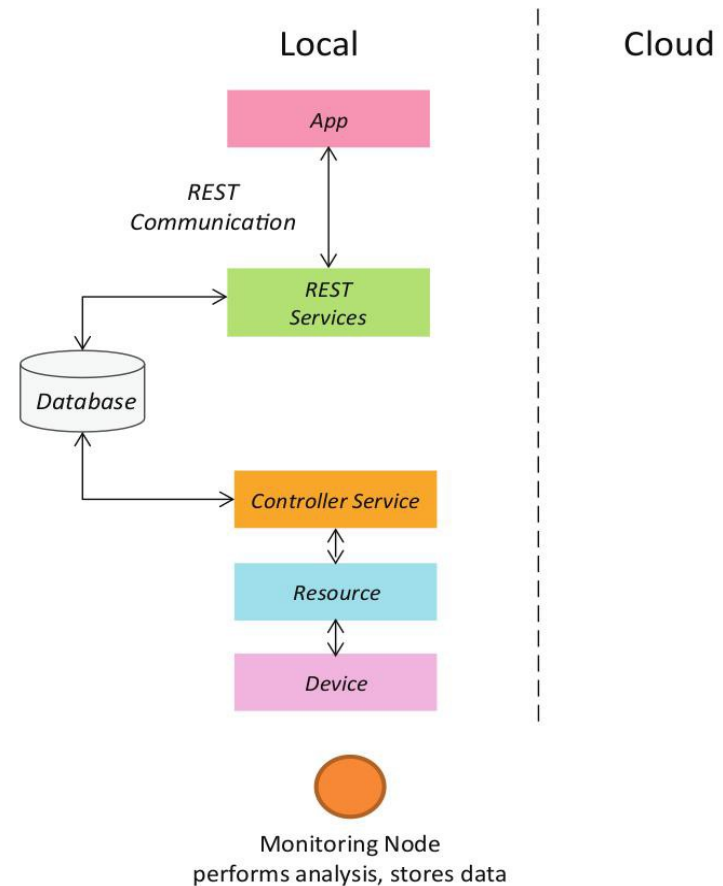 Local
Cloud
App
REST
Communication
REST
Services
Database
Controller Service
Resource
Device
Monitoring Node
performs analysis, stores data